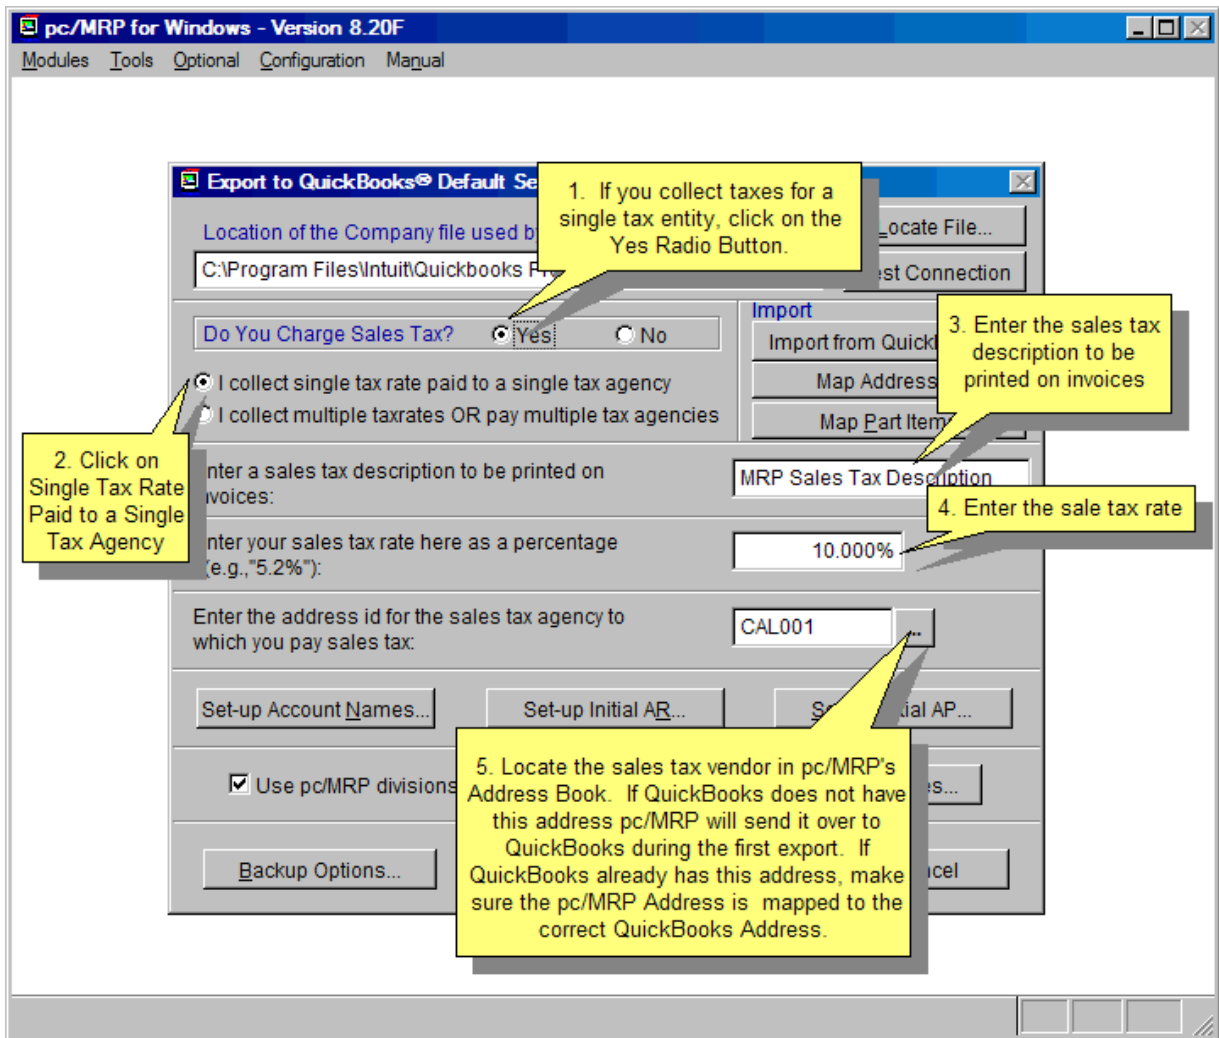 pc/MRP for Windows - Version 8.20F
Modules Tools Optional Configuration Manual
Export to QuickBooks® Default Se
1. If you collect taxes for a
single tax entity, click on the
Yes Radio Button.
Location of the Company file used b
ocate File...
C:\Program Files\Intuit\Quickbooks
est Connection
Do You Charge Sales Tax? Yes No
Import
Import from Quick
3. Enter the sales tax
description to be
printed on invoices
I collect single tax rate paid to a single tax agency
Map Address
I collect multiple taxrates OR pay multiple tax agencies
Map Part Item
2. Click on
Single Tax Rate
Paid to a Single
Tax Agency
nter a sales tax description to be printed on
nvoices:
MRP Sales Tax Description
4. Enter the sale tax rate
nter your sales tax rate here as a percentage
(e.g.,"5.2%"):
10.000%
Enter the address id for the sales tax agency to
which you pay sales tax:
CAL001
...
Set-up Account Names... Set-up Initial AR... tial AP...
5. Locate the sales tax vendor in pc/MRP's
Address Book. If QuickBooks does not have
this address pc/MRP will send it over to
QuickBooks during the first export. If
QuickBooks already has this address, make
sure the pc/MRP Address is mapped to the
correct QuickBooks Address.
Use pc/MRP divisions
s...
Backup Options...
ncel